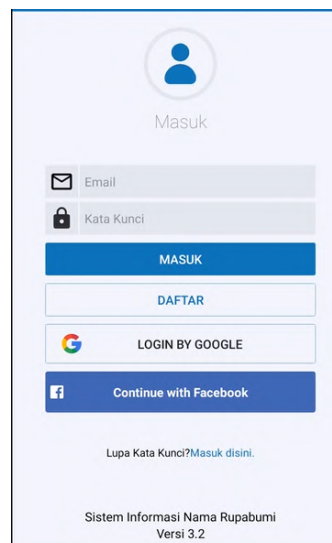 Masuk
Email
Kata Kunci
MASUK
DAFTAR
LOGIN BY GOOGLE
Continue with Facebook
Lupa Kata Kunci?Masuk disini.
Sistem Informasi Nama Rupabumi
Versi 3.2